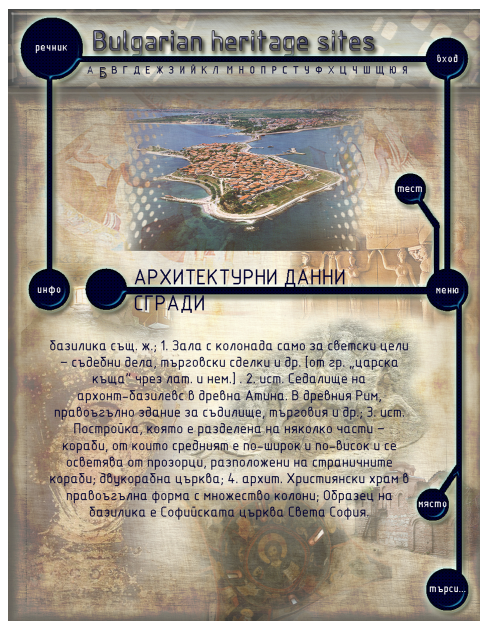 речник
Bulgarian heritage sites
вход
А Б В Г Д Е Ж З И Й К Л М Н О П Р С Т У Ф Х Ц Ч Ш Щ Ю Я
тест
инфо
АРХИТЕКТУРНИ ДАННИ
СГРАДИ
меню
базилика същ. ж.; 1. Зала с колонада само за светски цели
– съдебни дела, търговски сделки и др. [от гр. „царска
къща“ чрез лат. и нем.] . 2. ист. Седалище на
архонт-базилевс в древна Атина. В древния Рим,
правоъгълно здание за съдилище, търговия и др.; 3. ист.
Постройка, която е разделена на няколко части –
кораби, от които средният е по-широк и по-висок и се
осветява от прозорци, разположени на страничните
кораби; двукорабна църква; 4. архит. Християнски храм в
правоъгълна форма с множество колони; Образец на
базилика е Софийската църква Света София.
място
търси...